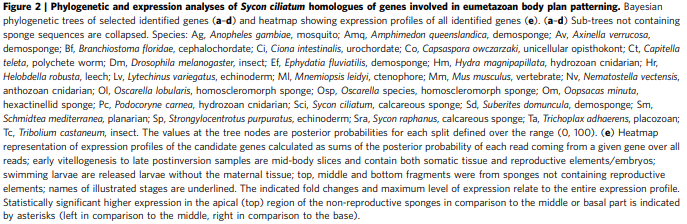 Figure 2 | Phylogenetic and expression analyses of Sycon ciliatum homologues of genes involved in eumetazoan body plan patterning. Bayesian
phylogenetic trees of selected identified genes (a–d) and heatmap showing expression profiles of all identified genes (e). (a-d) Sub-trees not containing
sponge sequences are collapsed. Species: Ag, Anopheles gambiae, mosquito; Amq, Amphimedon queenslandica, demosponge; Av, Axinella verrucosa,
demosponge; Bf, Branchiostoma floridae, cephalochordate; Ci, Ciona intestinalis, urochordate; Co, Capsaspora owczarzaki, unicellular opisthokont; Ct, Capitella
teleta, polychaete worm; Dm, Drosophila melanogaster, insect; Ef, Ephydatia fluviatilis, demosponge; Hm, Hydra magnipapillata, hydrozoan cnidarian; Hr,
Helobdella robusta, leech; Lv, Lytechinus variegatus, echinoderm; Ml, Mnemiopsis leidyi, ctenophore; Mm, Mus musculus, vertebrate; Nv, Nematostella vectensis,
anthozoan cnidarian; Ol, Oscarella lobularis, homoscleromorph sponge; Osp, Oscarella species, homoscleromorph sponge; Om, Oopsacas minuta,
hexactinellid sponge; Pc, Podocoryne carnea, hydrozoan cnidarian; Sci, Sycon ciliatum, calcareous sponge; Sd, Suberites domuncula, demosponge; Sm,
Schmidtea mediterranea, planarian; Sp, Strongylocentrotus purpuratus, echinoderm; Sra, Sycon raphanus, calcareous sponge; Ta, Trichoplax adhaerens, placozoan;
Tc, Tribolium castaneum, insect. The values at the tree nodes are posterior probabilities for each split defined over the range (0, 100). (e) Heatmap
representation of expression profiles of the candidate genes calculated as sums of the posterior probability of each read coming from a given gene over all
reads; early vitellogenesis to late postinversion samples are mid-body slices and contain both somatic tissue and reproductive elements/embryos;
swimming larvae are released larvae without the maternal tissue; top, middle and bottom fragments were from sponges not containing reproductive
elements; names of illustrated stages are underlined. The indicated fold changes and maximum level of expression relate to the entire expression profile.
Statistically significant higher expression in the apical (top) region of the non-reproductive sponges in comparison to the middle or basal part is indicated
by asterisks (left in comparison to the middle, right in comparison to the base).